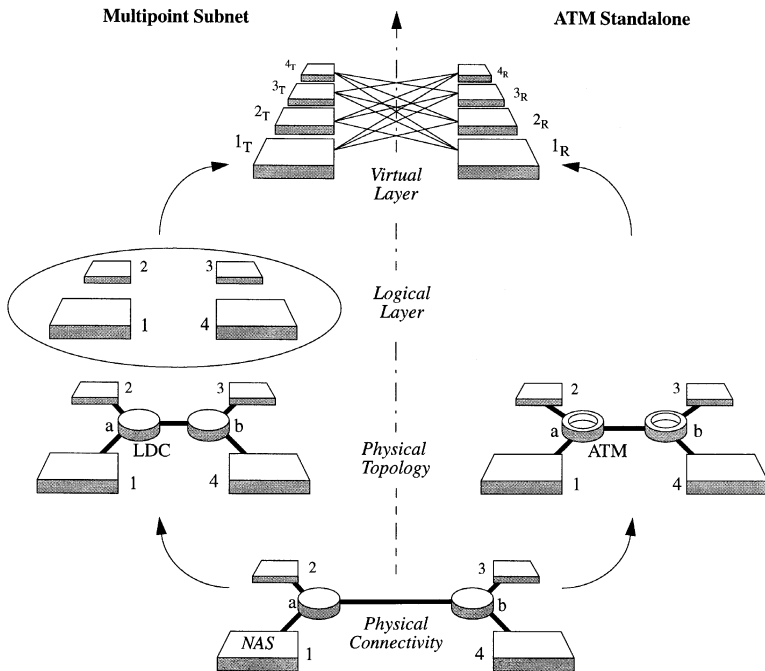 Multipoint Subnet
ATM Standalone
4T
4R
3T
3R
2T
2R
1T
1R
Virtual
Layer
2
3
Logical
Layer
1
4
2
3
2
3
a
b
a
b
LDC
ATM
Physical
Topology
1
4
1
4
2
3
a
b
NAS
Physical
Connectivity
1
4